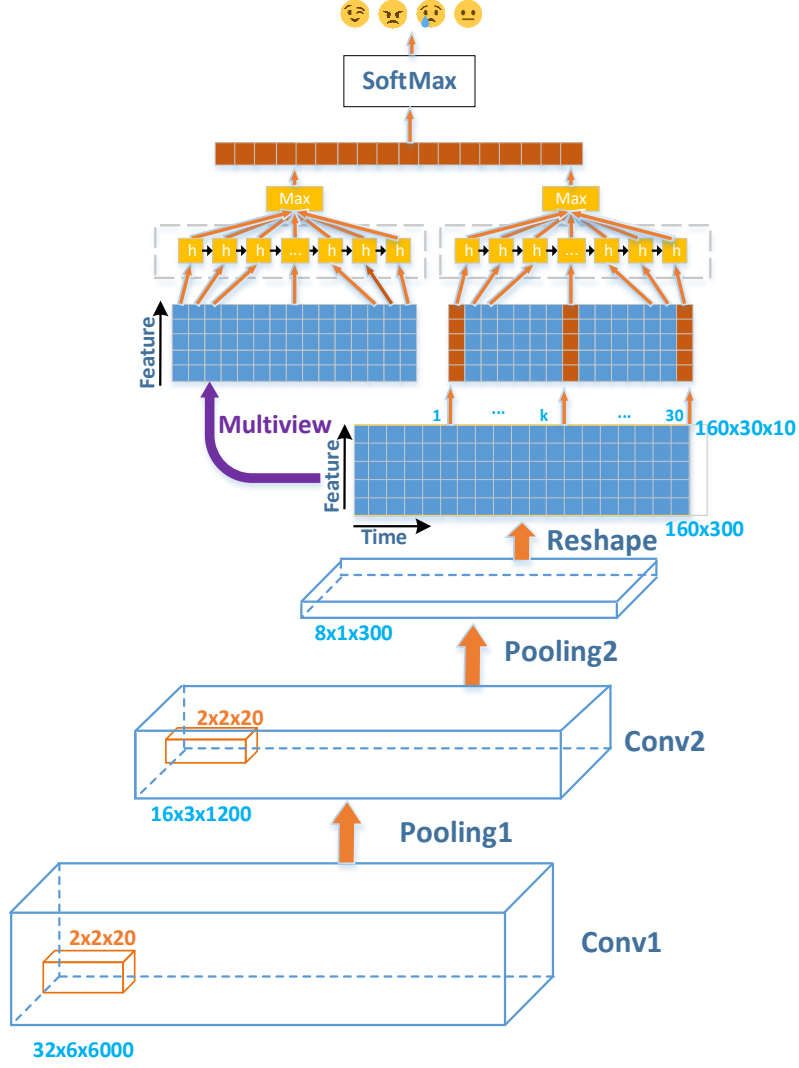 SoftMax
Max
Max
h h h ... h h h
h h h ... h h h
Feature
Multiview
1 ... k ... 30
160x30x10
Feature
Time
160x300
Reshape
8x1x300
Pooling2
2x2x20
Conv2
16x3x1200
Pooling1
2x2x20
Conv1
32x6x6000